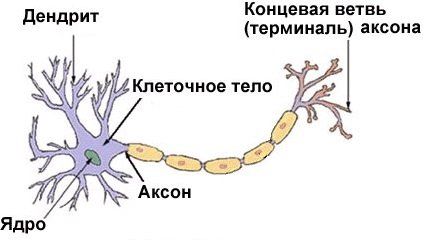 Дендрит
Концевая ветвь
(терминаль) аксона
Клеточное тело
Аксон
Ядро